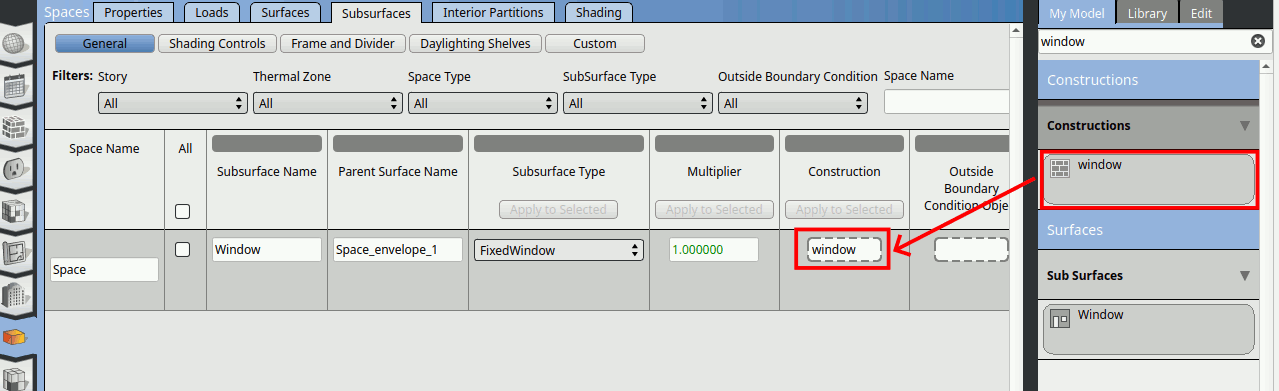 Spaces Properties Loads Surfaces Subsurfaces Interior Partitions Shading
General Shading Controls Frame and Divider Daylighting Shelves Custom
Filters: Story Thermal Zone Space Type SubSurface Type Outside Boundary Condition Space Name
All All All All All
Space Name All Subsurface Name Parent Surface Name Subsurface Type Multiplier Construction Outside
Boundary
Condition Obje
Apply to Selected Apply to Selected Apply to Selected
Space Window Space_envelope_1 FixedWindow 1.000000 window
My Model Library Edit
window
Constructions
Constructions
window
Surfaces
Sub Surfaces
Window